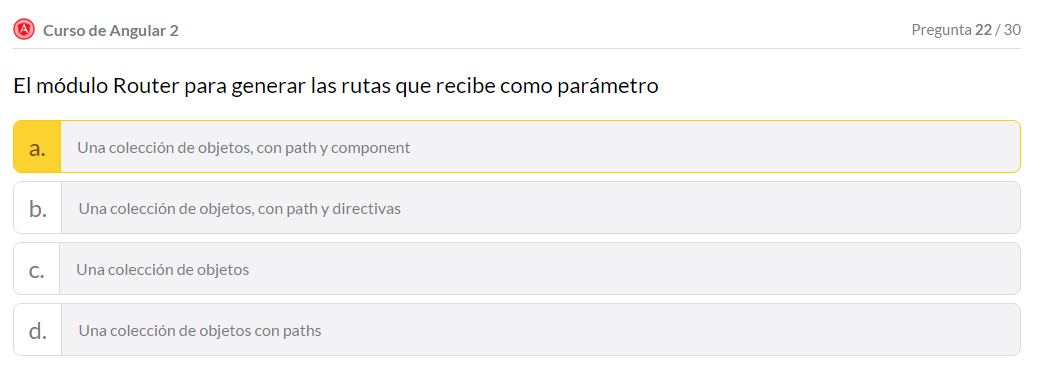 Curso de Angular 2
Pregunta 22 / 30
El módulo Router para generar las rutas que recibe como parámetro
a. Una colección de objetos, con path y component
b. Una colección de objetos, con path y directivas
c. Una colección de objetos
d. Una colección de objetos con paths